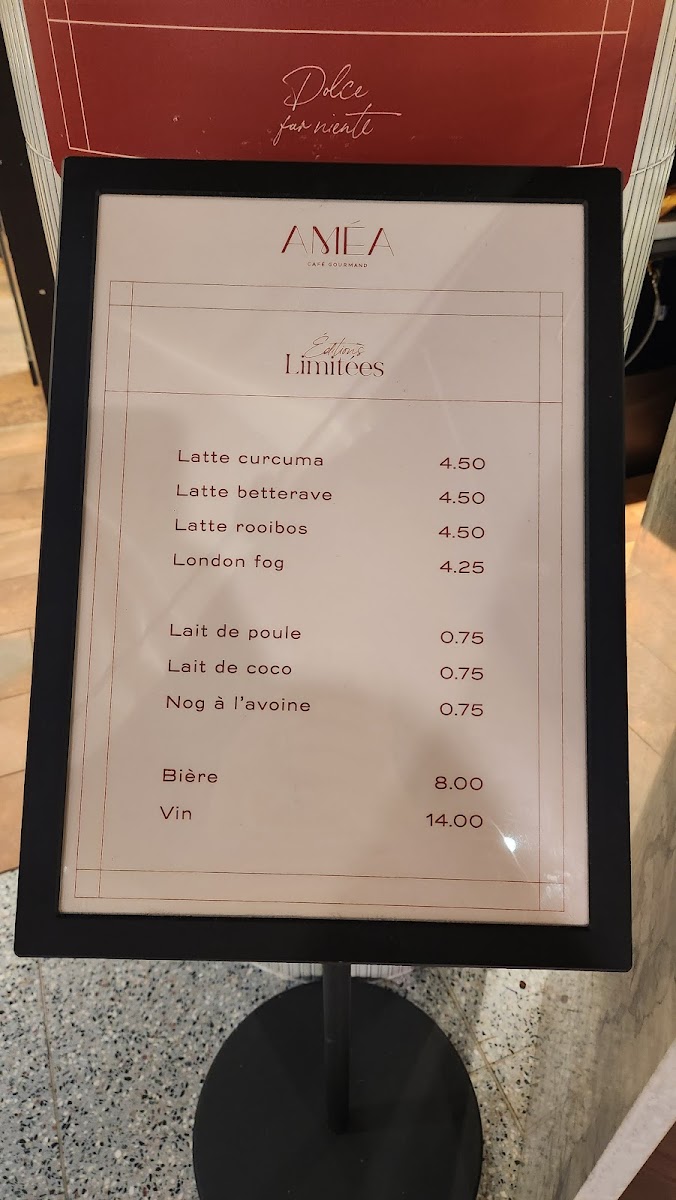 Dolce
far niente
AMÉA
CAFÉ GOURMAND
Éditions
Limitées
Latte curcuma 4.50
Latte betterave 4.50
Latte rooibos 4.50
London fog 4.25
Lait de poule 0.75
Lait de coco 0.75
Nog à l'avoine 0.75
Bière 8.00
Vin 14.00